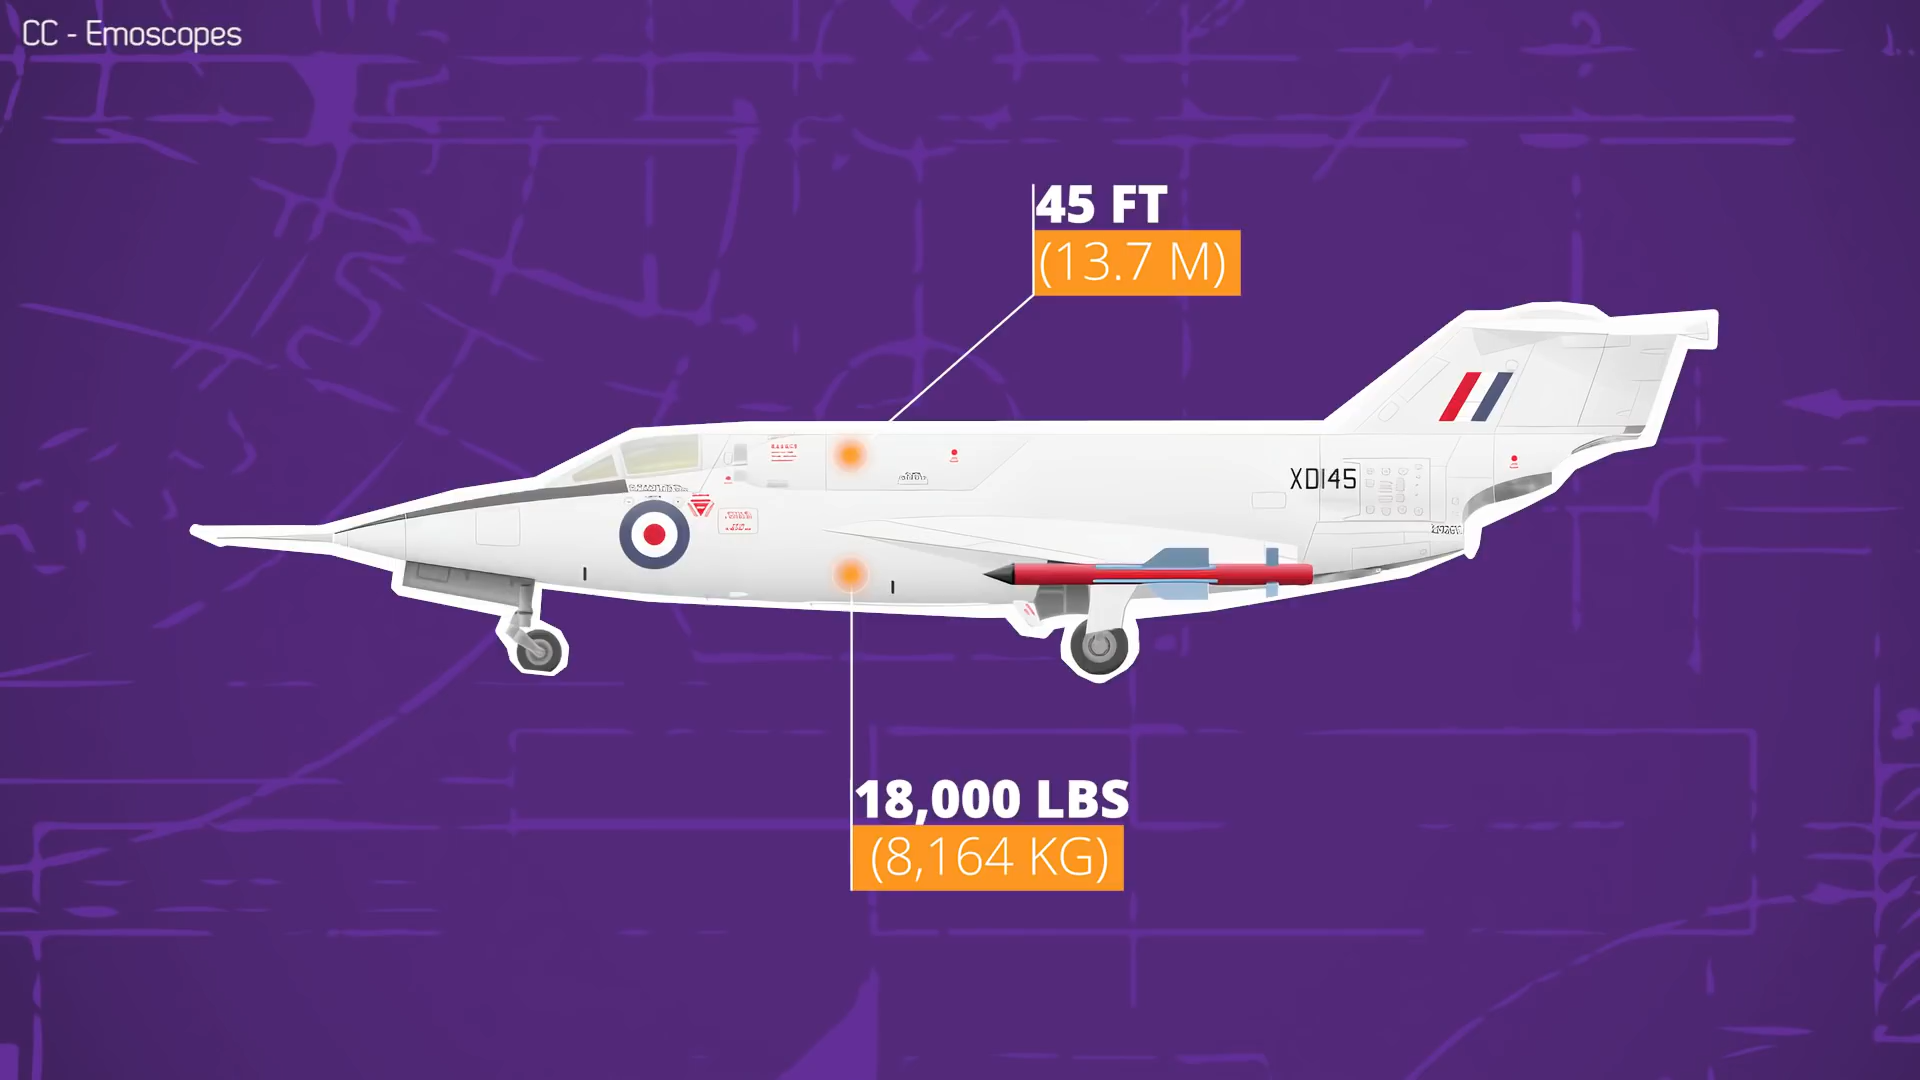 CC - Emoscopes
45 FT
(13.7 M)
XD145
18,000 LBS
(8,164 KG)